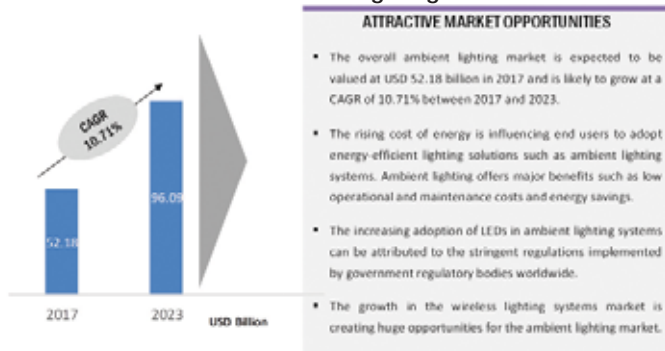 CAGR
10.71%
96.09
52.18
2017
2023
USD Billion
ATTRACTIVE MARKET OPPORTUNITIES
▪ The overall ambient lighting market is expected to be
valued at USD 52.18 billion in 2017 and is likely to grow at a
CAGR of 10.71% between 2017 and 2023.
▪ The rising cost of energy is influencing end users to adopt
energy-efficient lighting solutions such as ambient lighting
systems. Ambient lighting offers major benefits such as low
operational and maintenance costs and energy savings.
▪ The increasing adoption of LEDs in ambient lighting systems
can be attributed to the stringent regulations implemented
by government regulatory bodies worldwide.
▪ The growth in the wireless lighting systems market is
creating huge opportunities for the ambient lighting market.